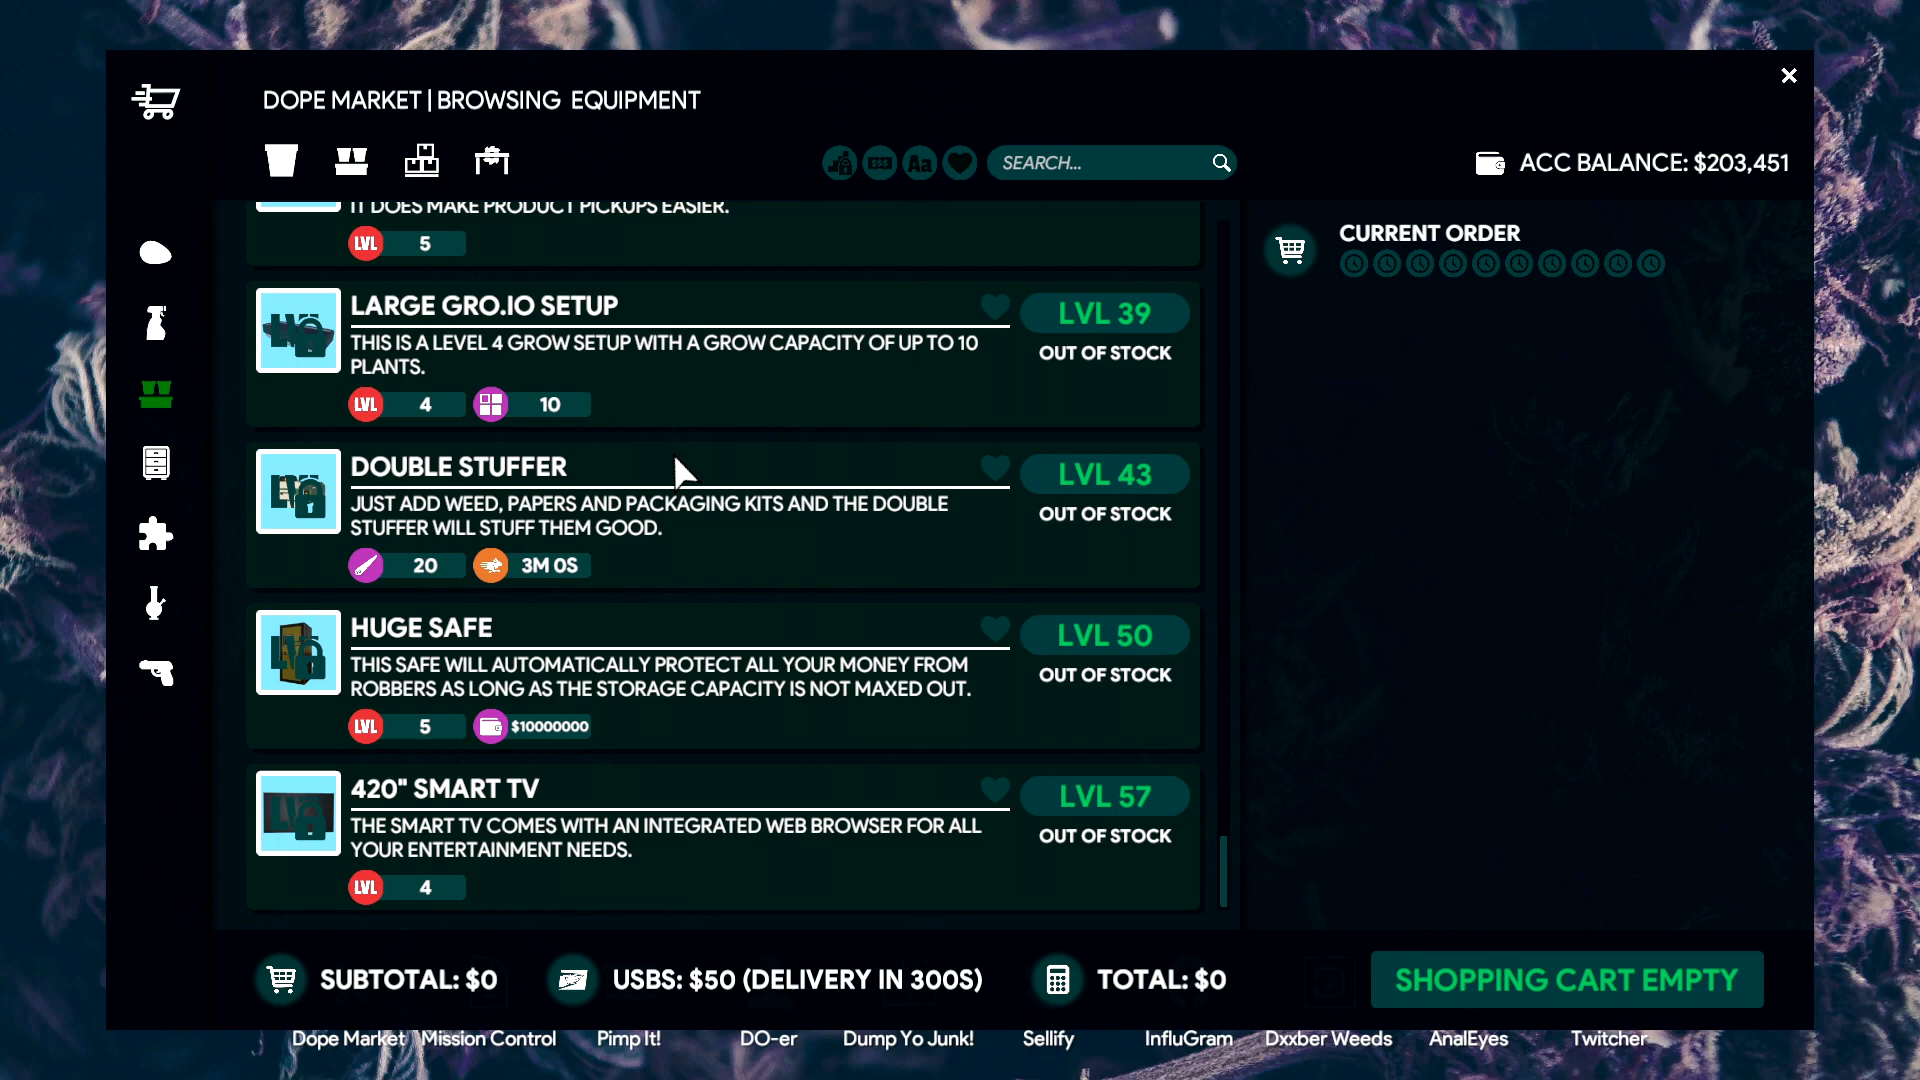 DOPE MARKET | BROWSING EQUIPMENT
$$$
Aa
SEARCH...
ACC BALANCE: $203,451
IT DOES MAKE PRODUCT PICKUPS EASIER.
LVL 5
CURRENT ORDER
LARGE GRO.IO SETUP
LVL 39
THIS IS A LEVEL 4 GROW SETUP WITH A GROW CAPACITY OF UP TO 10
PLANTS.
OUT OF STOCK
LVL 4 10
DOUBLE STUFFER
LVL 43
JUST ADD WEED, PAPERS AND PACKAGING KITS AND THE DOUBLE
STUFFER WILL STUFF THEM GOOD.
OUT OF STOCK
20 3M 0S
HUGE SAFE
LVL 50
THIS SAFE WILL AUTOMATICALLY PROTECT ALL YOUR MONEY FROM
ROBBERS AS LONG AS THE STORAGE CAPACITY IS NOT MAXED OUT.
OUT OF STOCK
LVL 5 $10000000
420" SMART TV
LVL 57
THE SMART TV COMES WITH AN INTEGRATED WEB BROWSER FOR ALL
YOUR ENTERTAINMENT NEEDS.
OUT OF STOCK
LVL 4
SUBTOTAL: $0
USBS: $50 (DELIVERY IN 300S)
TOTAL: $0
SHOPPING CART EMPTY
Dope Market Mission Control Pimp It! DO-er Dump Yo Junk! Sellify InfluGram Dxxber Weeds AnalEyes Twitcher